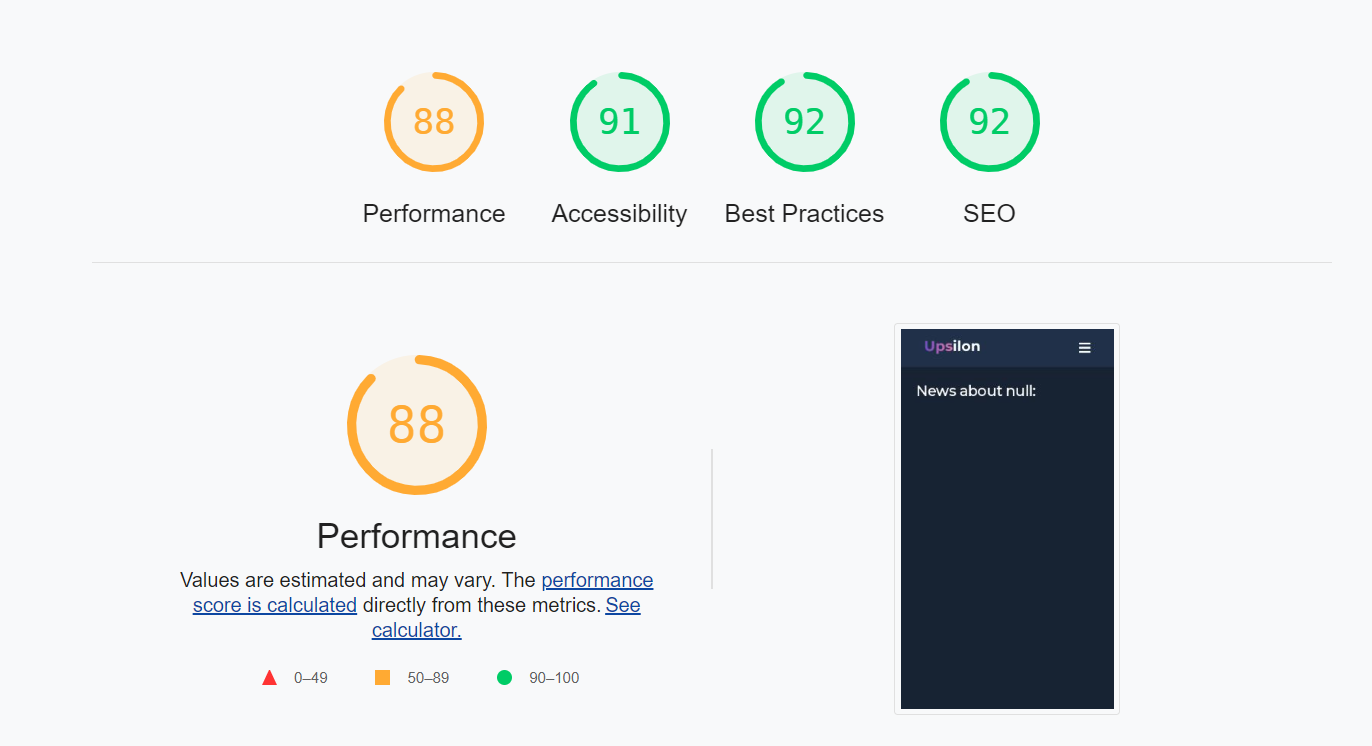 88
91
92
92
Performance
Accessibility
Best Practices
SEO
88
Performance
Values are estimated and may vary. The performance
score is calculated directly from these metrics. See
calculator.
0–49
50–89
90–100
Upsilon
News about null: